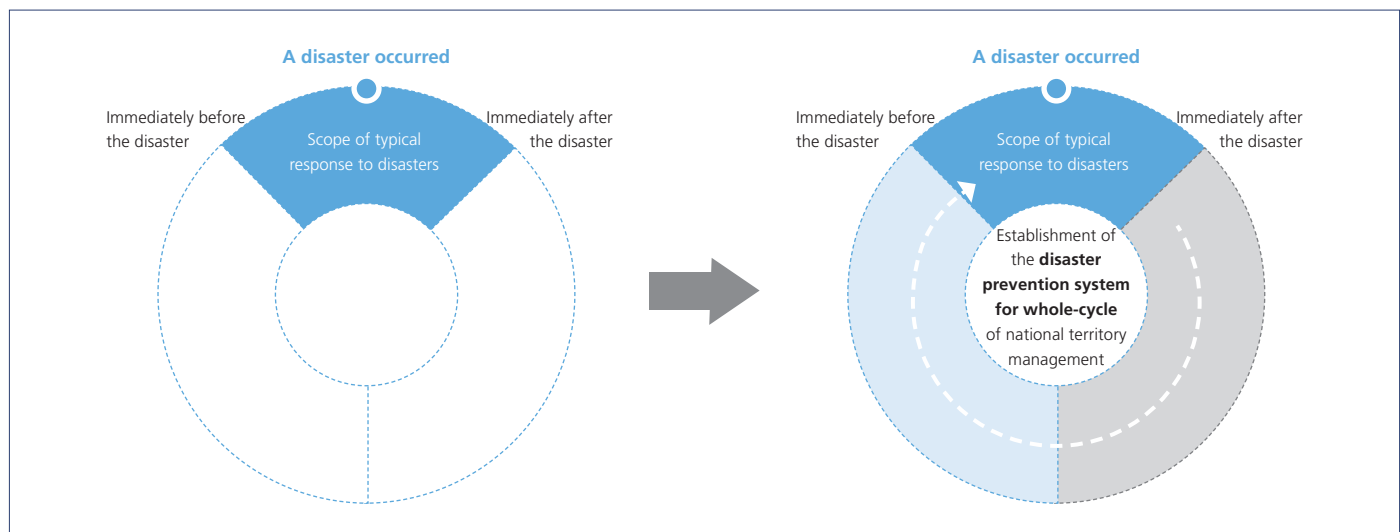 A disaster occurred
Immediately before
the disaster
Immediately after
the disaster
Scope of typical
response to disasters
A disaster occurred
Immediately before
the disaster
Immediately after
the disaster
Scope of typical
response to disasters
Establishment of
the disaster
prevention system
for whole-cycle
of national territory
management